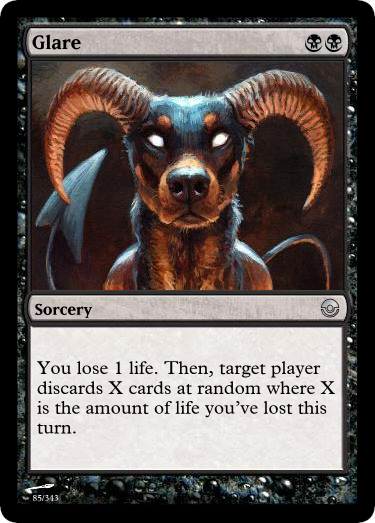 Glare
Sorcery
You lose 1 life. Then, target player
discards X cards at random where X
is the amount of life you've lost this
turn.
85/343